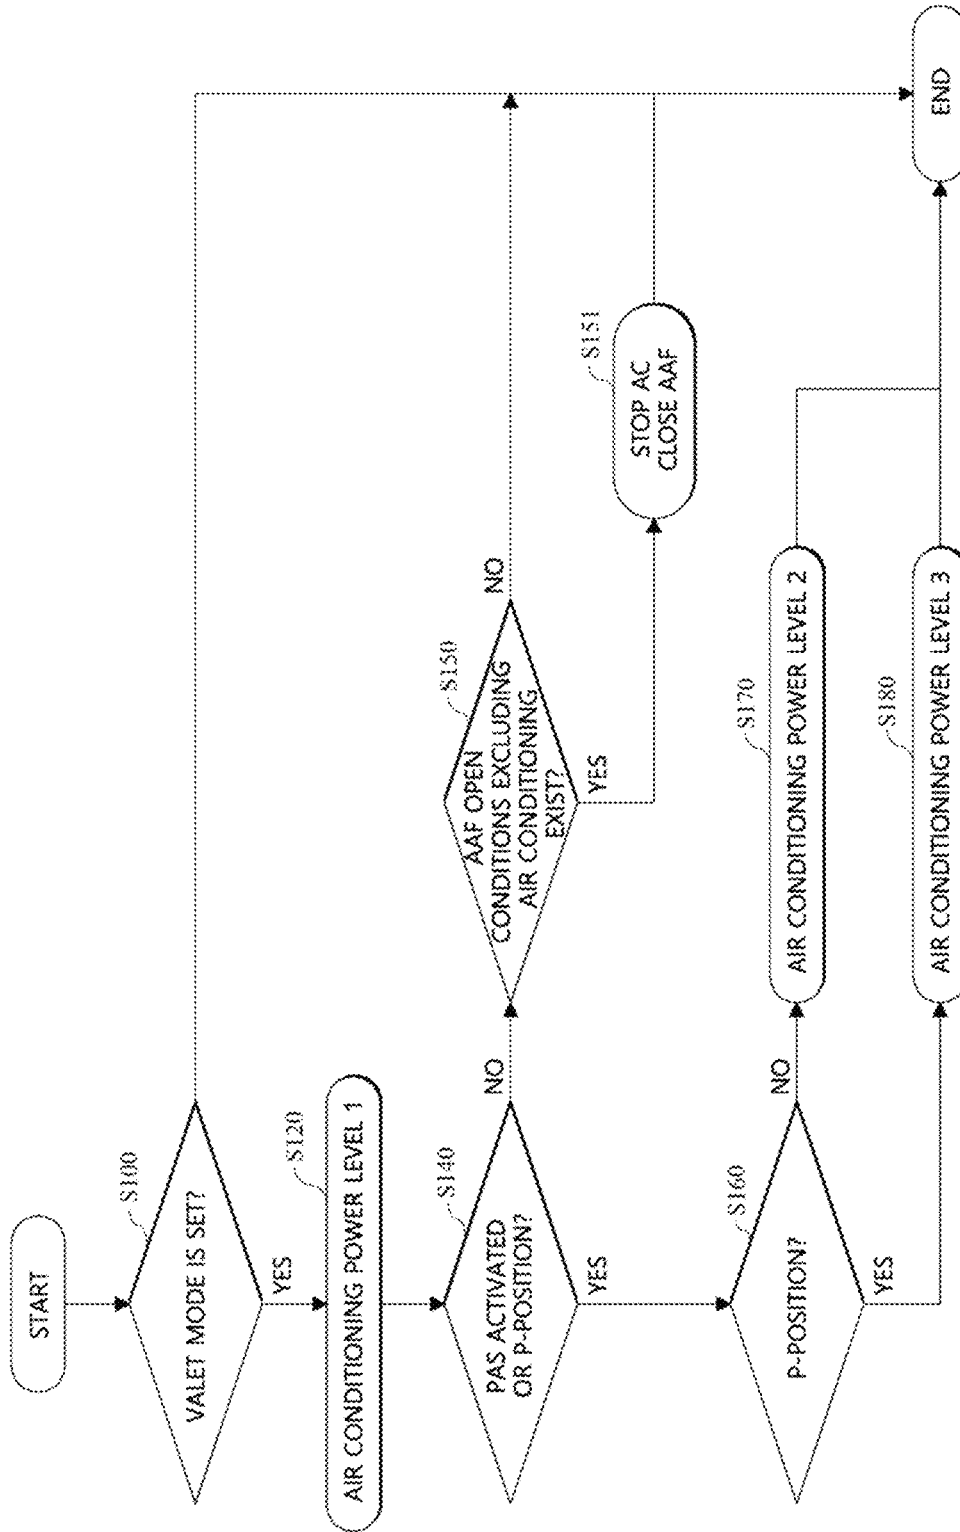 START
S100
VALET MODE IS SET?
YES
S120
AIR CONDITIONING POWER LEVEL 1
S140
PAS ACTIVATED
OR P-POSITION?
NO
YES
S150
AAF OPEN
CONDITIONS EXCLUDING
AIR CONDITIONING
EXIST?
NO
YES
S151
STOP AC
CLOSE AAF
S160
P-POSITION?
NO
YES
S170
AIR CONDITIONING POWER LEVEL 2
S180
AIR CONDITIONING POWER LEVEL 3
END